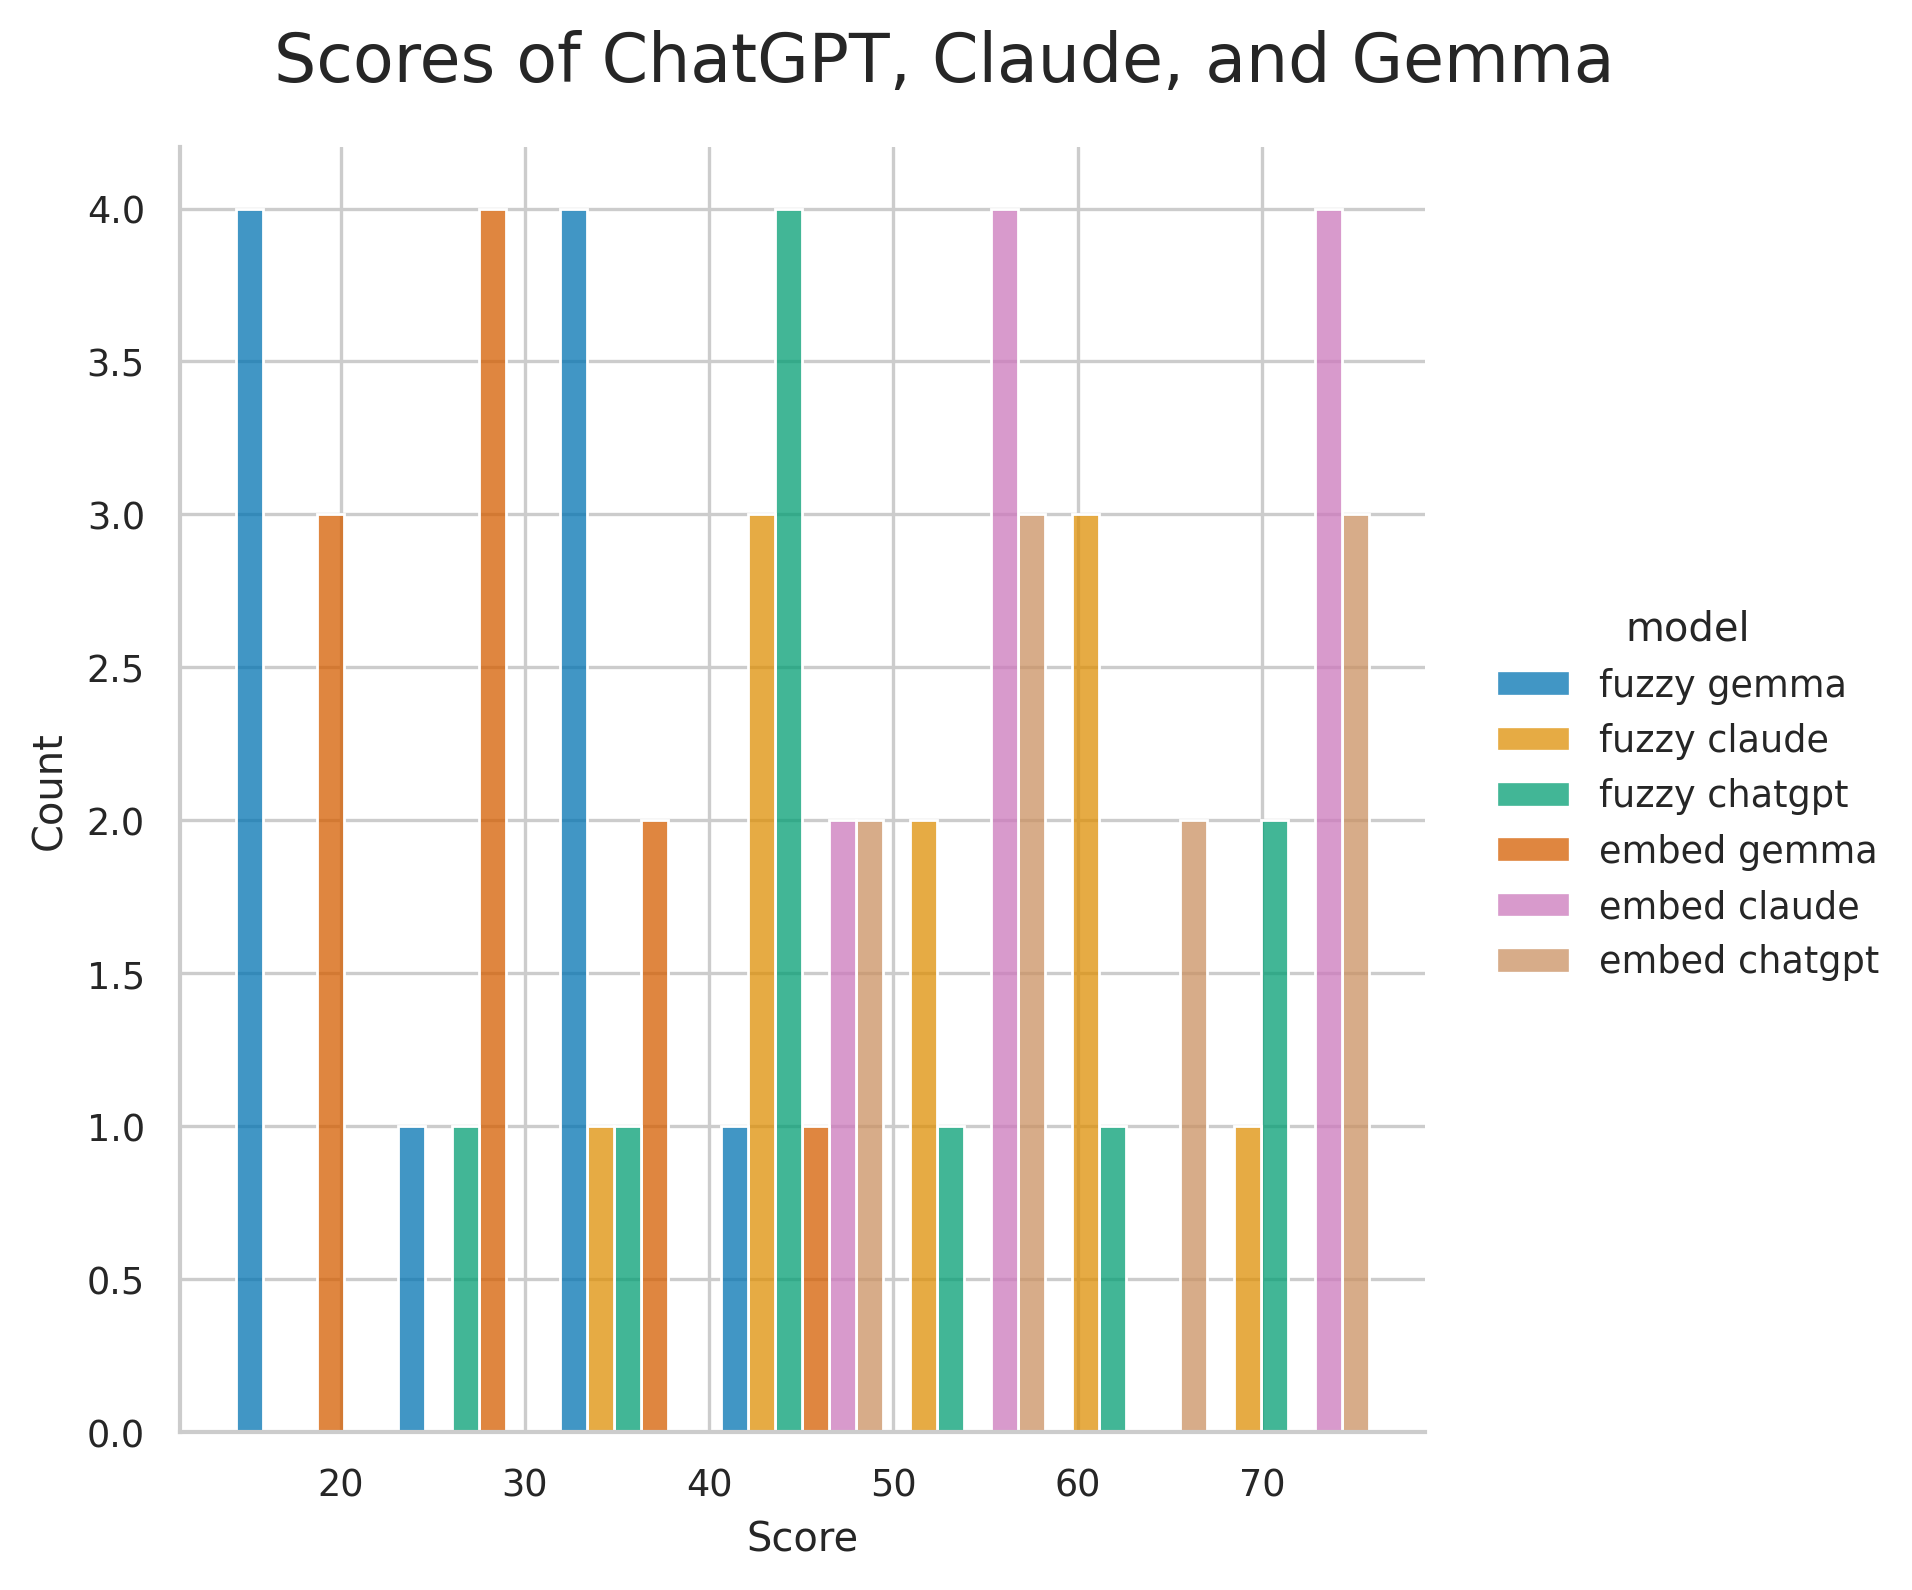 Scores of ChatGPT, Claude, and Gemma
4.0
3.5
3.0
2.5
2.0
1.5
1.0
0.5
0.0
Count
20 30 40 50 60 70
Score
model
fuzzy gemma
fuzzy claude
fuzzy chatgpt
embed gemma
embed claude
embed chatgpt